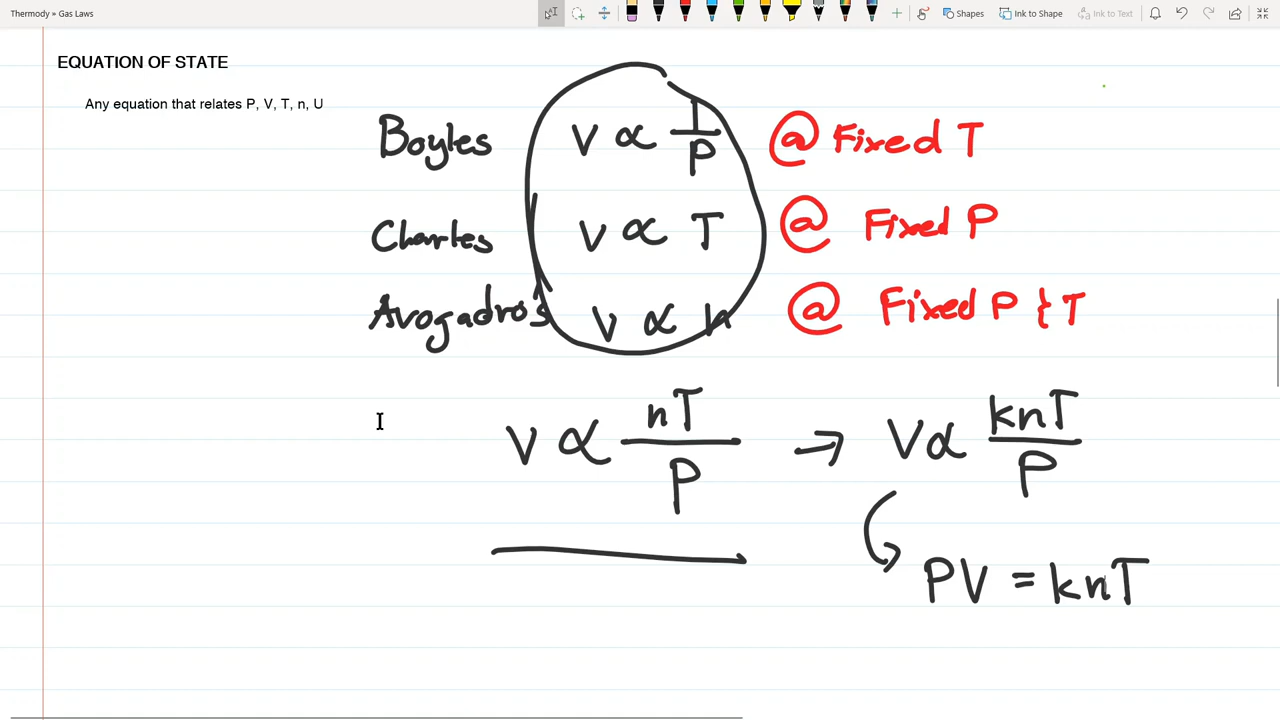 Thermody » Gas Laws
Shapes
Ink to Shape
Ink to Text
EQUATION OF STATE
Any equation that relates P, V, T, n, U
Boyles V ∝ 1/P @ Fixed T
Charles V ∝ T @ Fixed P
Avogadro's V ∝ n @ Fixed P } T
V ∝ nT/P → V ∝ knT/P
PV = knT